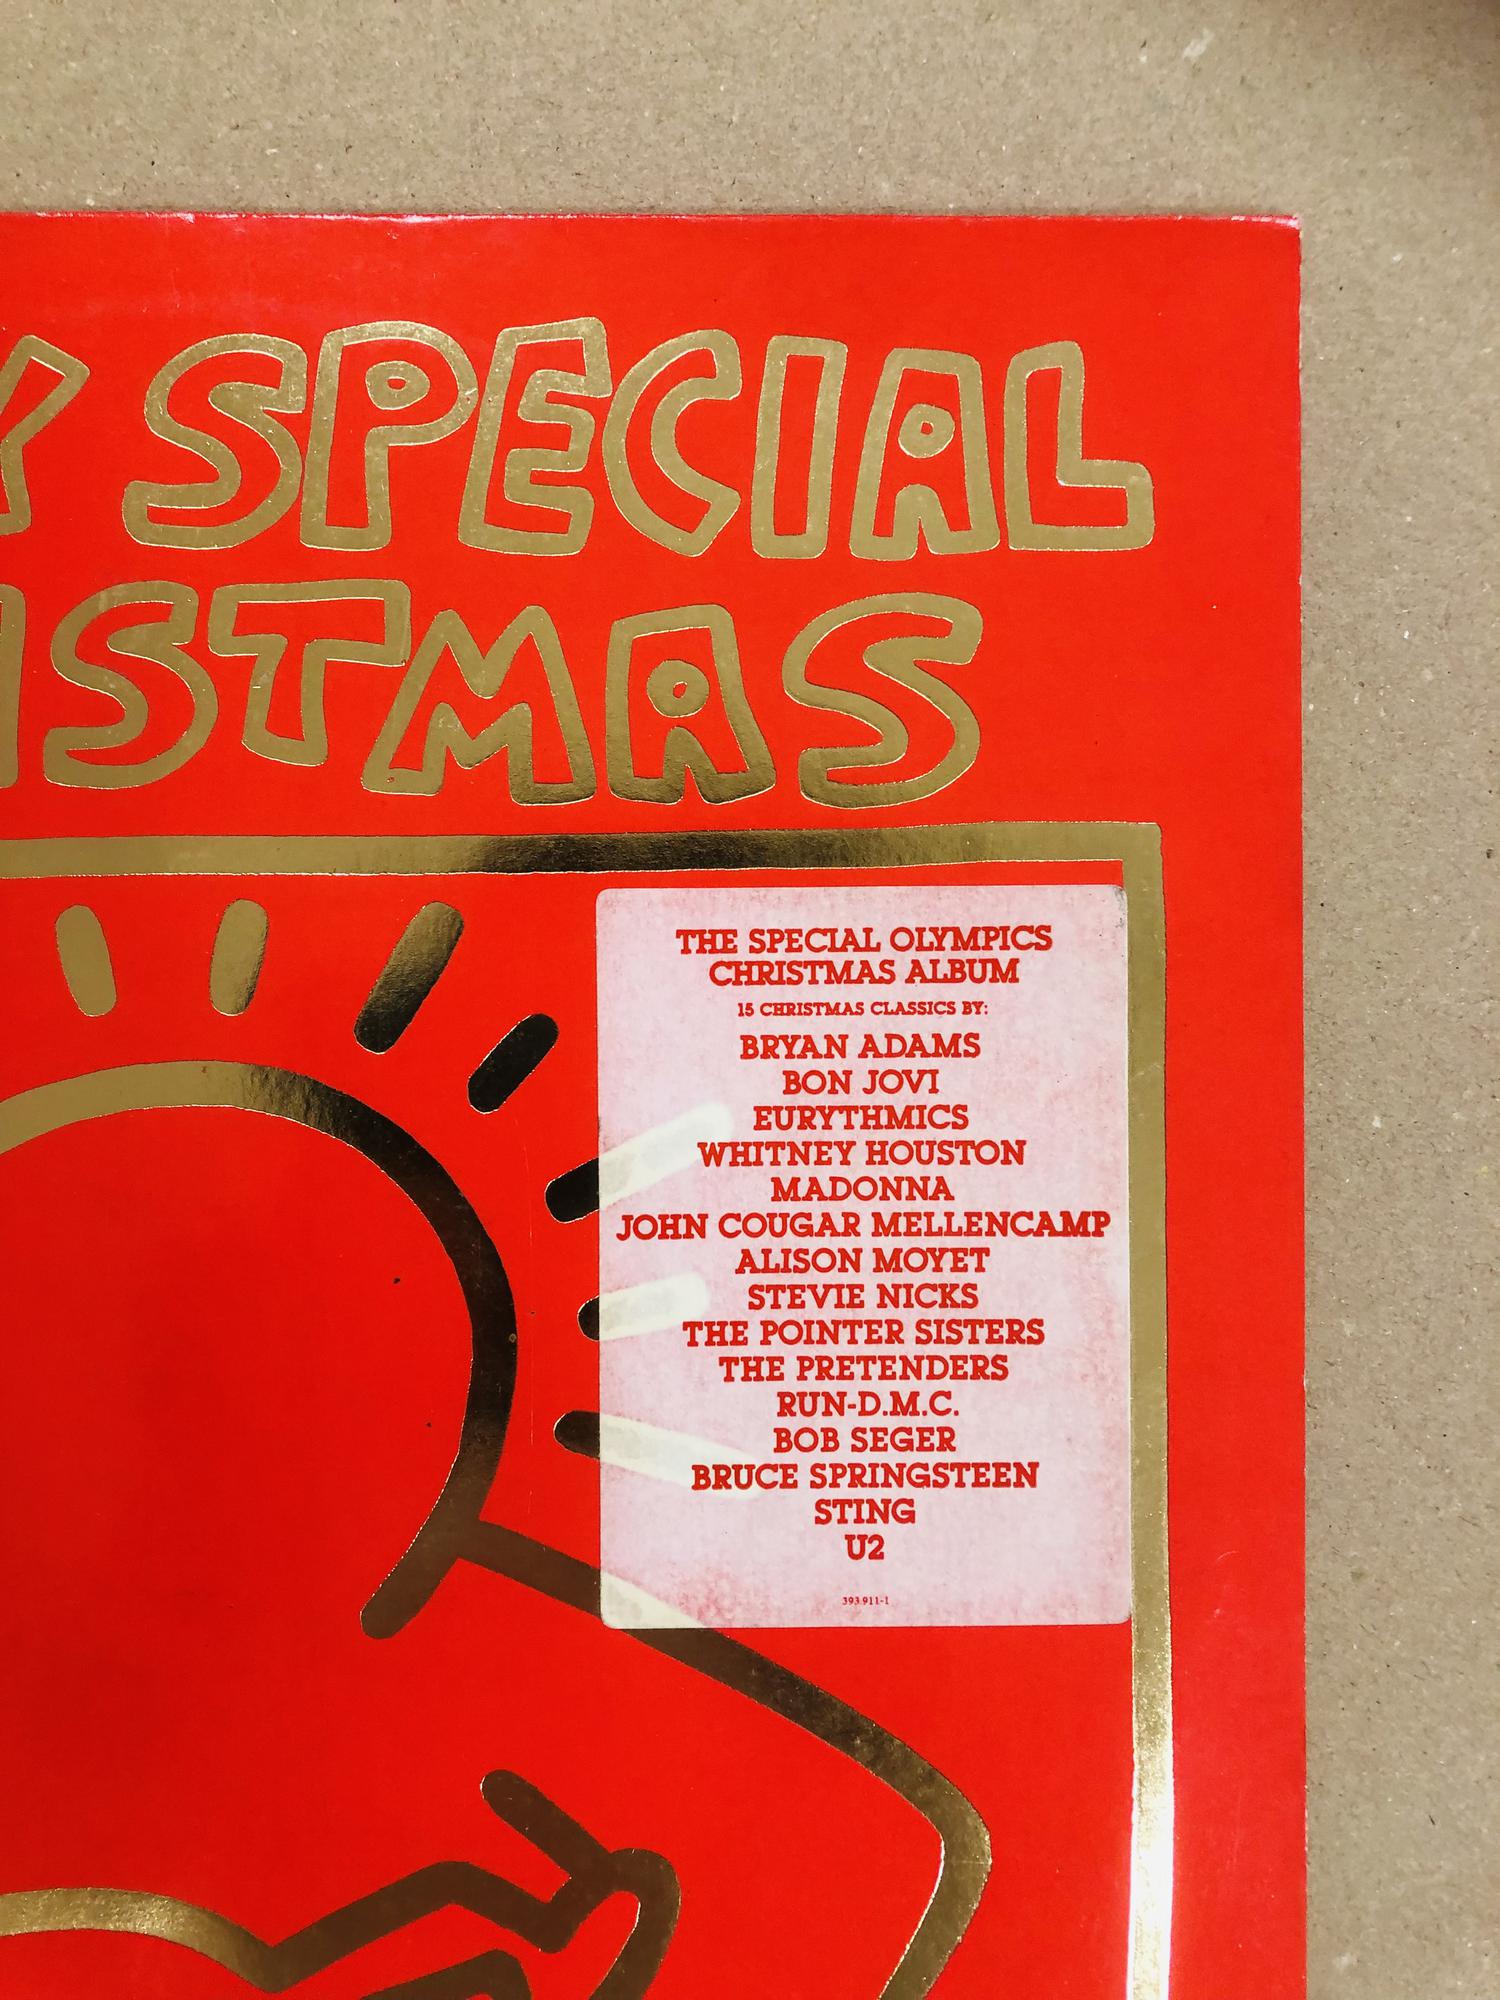 Y SPECIAL
ISTMAS
THE SPECIAL OLYMPICS
CHRISTMAS ALBUM
15 CHRISTMAS CLASSICS BY:
BRYAN ADAMS
BON JOVI
EURYTHMICS
WHITNEY HOUSTON
MADONNA
JOHN COUGAR MELLENCAMP
ALISON MOYET
STEVIE NICKS
THE POINTER SISTERS
THE PRETENDERS
RUN-D.M.C.
BOB SEGER
BRUCE SPRINGSTEEN
STING
U2
393 911-1